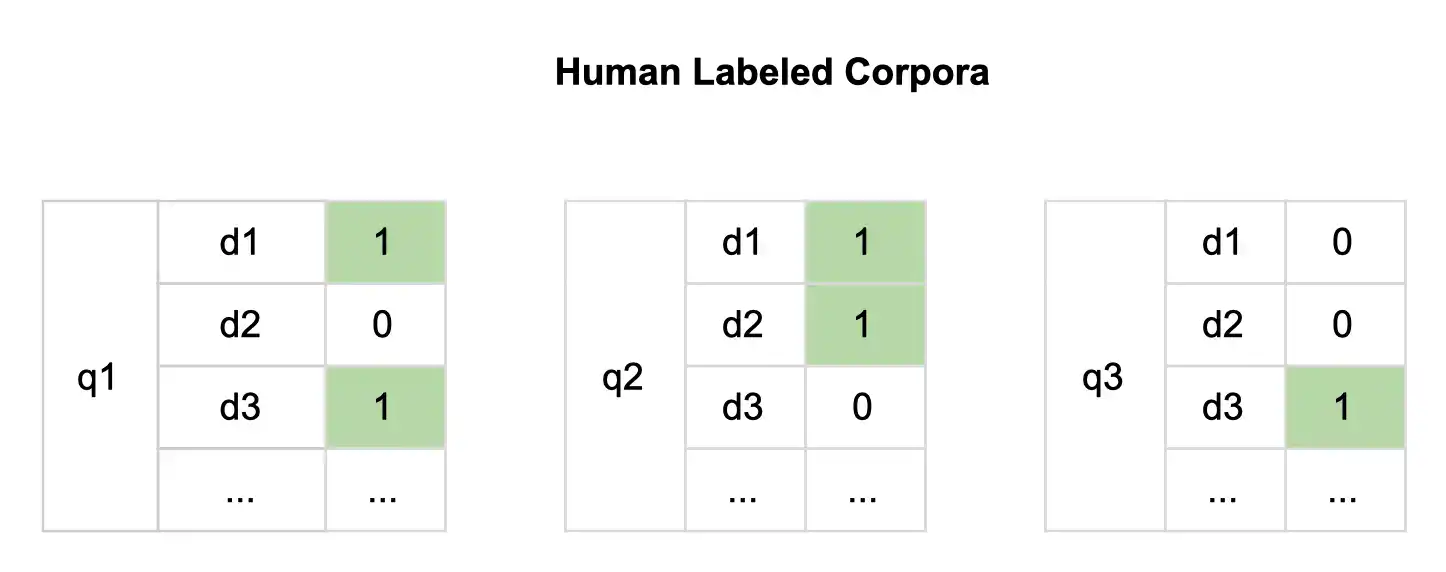 Human Labeled Corpora
d1 1 d1 1 d1 0
d2 0 d2 1 d2 0
q1 q2 q3
d3 1 d3 0 d3 1
... ... ... ... ... ...